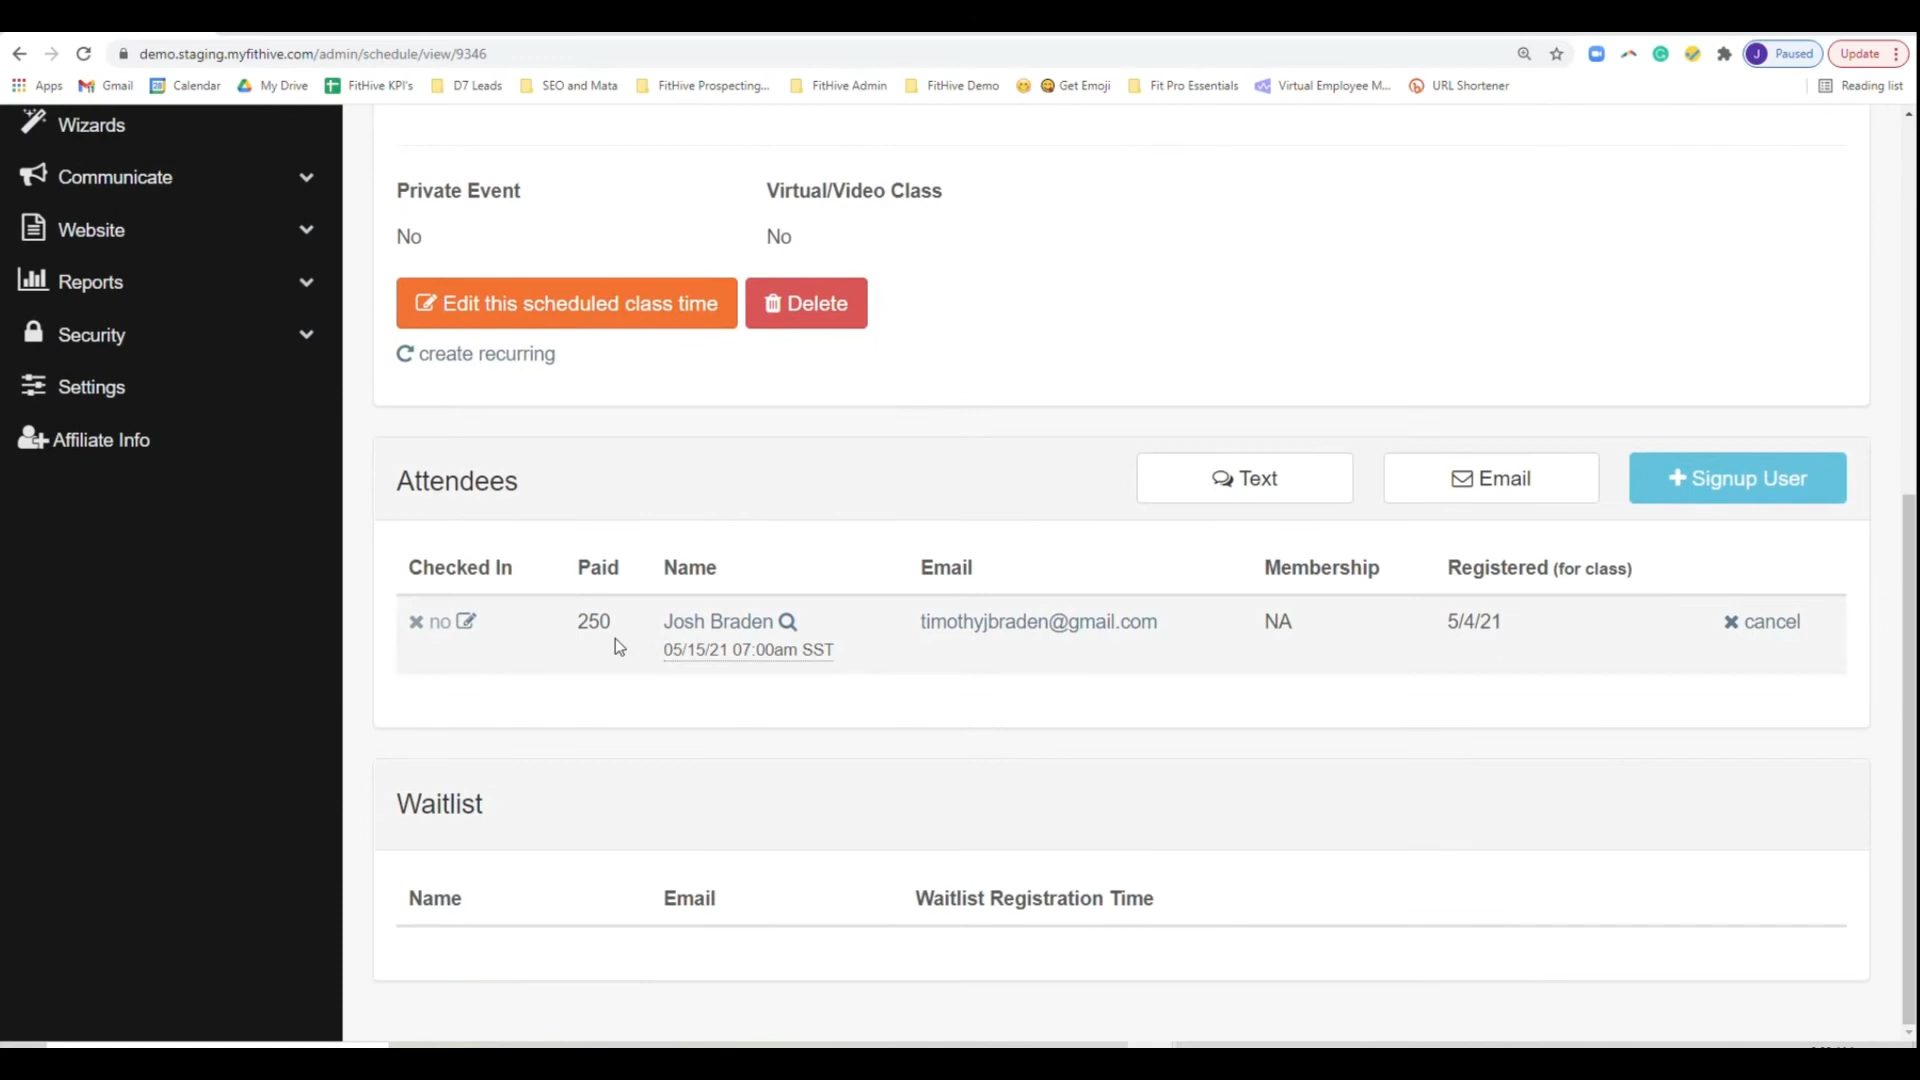 demo.staging.myfithive.com/admin/schedule/view/9346
J Paused
Update
Apps Gmail Calendar My Drive FitHive KPI's D7 Leads SEO and Mata FitHive Prospecting... FitHive Admin FitHive Demo Get Emoji Fit Pro Essentials Virtual Employee M... URL Shortener Reading list
Wizards
Communicate
Website
Reports
Security
Settings
Affiliate Info
Private Event Virtual/Video Class
No No
Edit this scheduled class time Delete
create recurring
Attendees Text Email Signup User
Checked In Paid Name Email Membership Registered (for class)
no 250 Josh Braden timothyjbraden@gmail.com NA 5/4/21 cancel
05/15/21 07:00am SST
Waitlist
Name Email Waitlist Registration Time